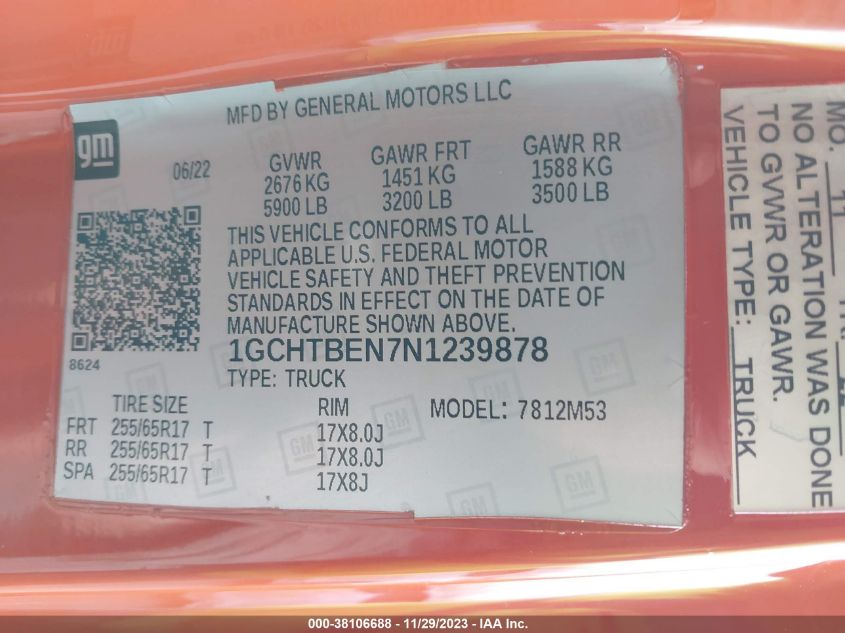 MFD BY GENERAL MOTORS LLC
gm
06/22
GVWR GAWR FRT GAWR RR
2676 KG 1451 KG 1588 KG
5900 LB 3200 LB 3500 LB
THIS VEHICLE CONFORMS TO ALL
APPLICABLE U.S. FEDERAL MOTOR
VEHICLE SAFETY AND THEFT PREVENTION
STANDARDS IN EFFECT ON THE DATE OF
MANUFACTURE SHOWN ABOVE.
8624
1GCHTBEN7N1239878
TYPE: TRUCK
TIRE SIZE RIM MODEL: 7812M53
FRT 255/65R17 T 17X8.0J
RR 255/65R17 T 17X8.0J
SPA 255/65R17 T 17X8J
MO. 11
NO ALTERATION WAS DONE
TO GVWR OR GAWR.
VEHICLE TYPE: TRUCK
000-38106688 - 11/29/2023 - IAA Inc.